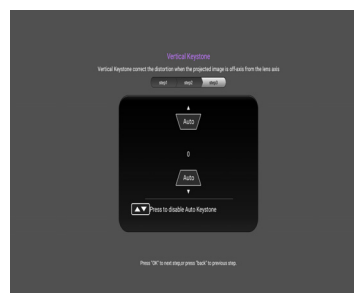 Vertical Keystone
Vertical Keystone correct the distortion when the projected image is off-axis from the lens axis
step1 step2 step3
Auto
0
Auto
Press to disable Auto Keystone
Press "OK" to next step,or press "back" to previous step.